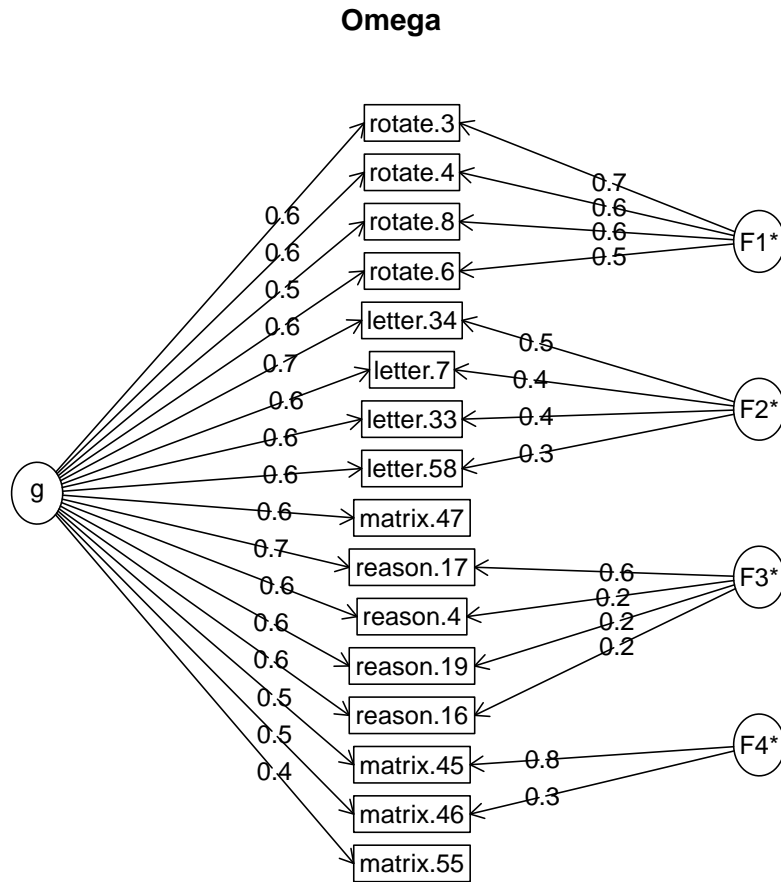 Omega
rotate.3
rotate.4
rotate.8
rotate.6
letter.34
letter.7
letter.33
letter.58
matrix.47
reason.17
reason.4
reason.19
reason.16
matrix.45
matrix.46
matrix.55
g
0.6
0.6
0.5
0.6
0.7
0.6
0.6
0.6
0.6
0.7
0.6
0.6
0.6
0.5
0.5
0.4
F1*
0.7
0.6
0.6
0.5
F2*
0.5
0.4
0.4
0.3
F3*
0.6
0.2
0.2
0.2
F4*
0.8
0.3